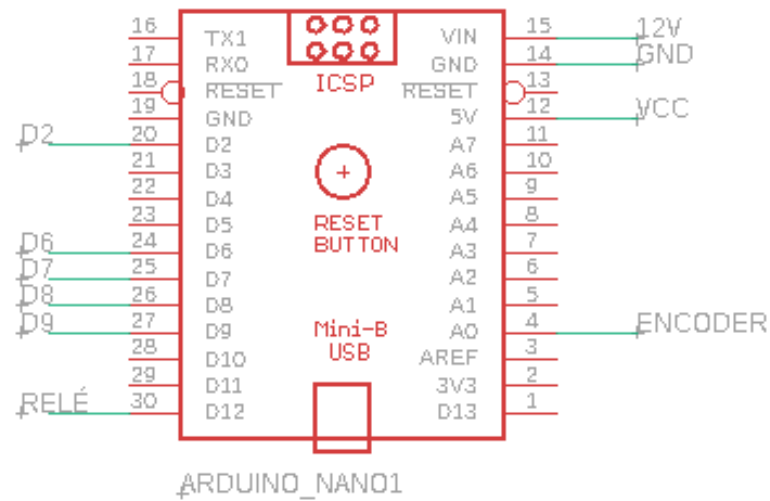 16 TX1 VIN 15 12V
17 RX0 GND 14 GND
18 RESET ICSP RESET 13
19 GND 5V 12 VCC
D2 20 D2 A7 11
21 D3 A6 10
22 D4 A5 9
23 D5 RESET A4 8
D6 24 D6 BUTTON A3 7
D7 25 D7 A2 6
D8 26 D8 A1 5
D9 27 D9 Mini-B A0 4 ENCODER
28 D10 USB AREF 3
29 D11 3V3 2
RELÉ 30 D12 D13 1
ARDUINO_NANO1